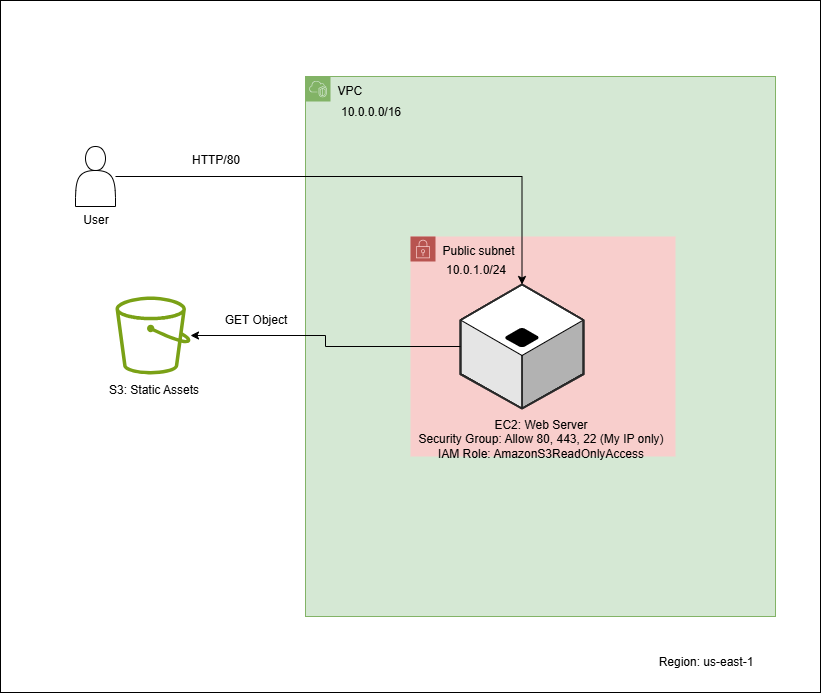 VPC
10.0.0.0/16
HTTP/80
User
Public subnet
10.0.1.0/24
GET Object
S3: Static Assets
EC2: Web Server
Security Group: Allow 80, 443, 22 (My IP only)
IAM Role: AmazonS3ReadOnlyAccess
Region: us-east-1